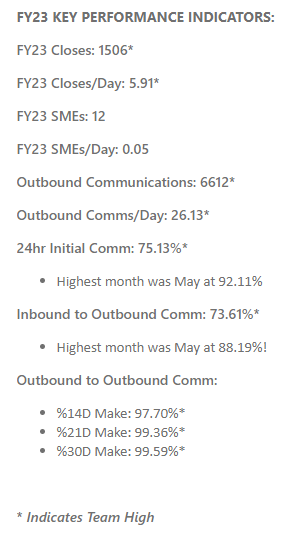 FY23 KEY PERFORMANCE INDICATORS:
FY23 Closes: 1506*
FY23 Closes/Day: 5.91*
FY23 SMEs: 12
FY23 SMEs/Day: 0.05
Outbound Communications: 6612*
Outbound Comms/Day: 26.13*
24hr Initial Comm: 75.13%*
• Highest month was May at 92.11%
Inbound to Outbound Comm: 73.61%*
• Highest month was May at 88.19%!
Outbound to Outbound Comm:
• %14D Make: 97.70%*
• %21D Make: 99.36%*
• %30D Make: 99.59%*
* Indicates Team High